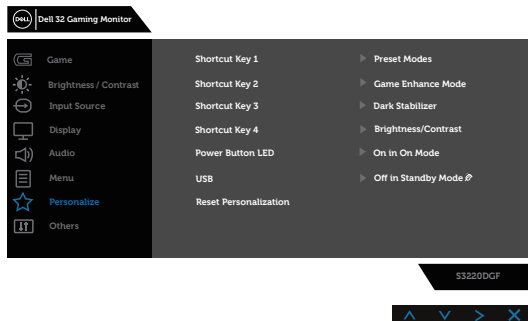 DELL Dell 32 Gaming Monitor
Game
Brightness / Contrast
Input Source
Display
Audio
Menu
Personalize
Others
Shortcut Key 1 Preset Modes
Shortcut Key 2 Game Enhance Mode
Shortcut Key 3 Dark Stabilizer
Shortcut Key 4 Brightness/Contrast
Power Button LED On in On Mode
USB Off in Standby Mode
Reset Personalization
S3220DGF